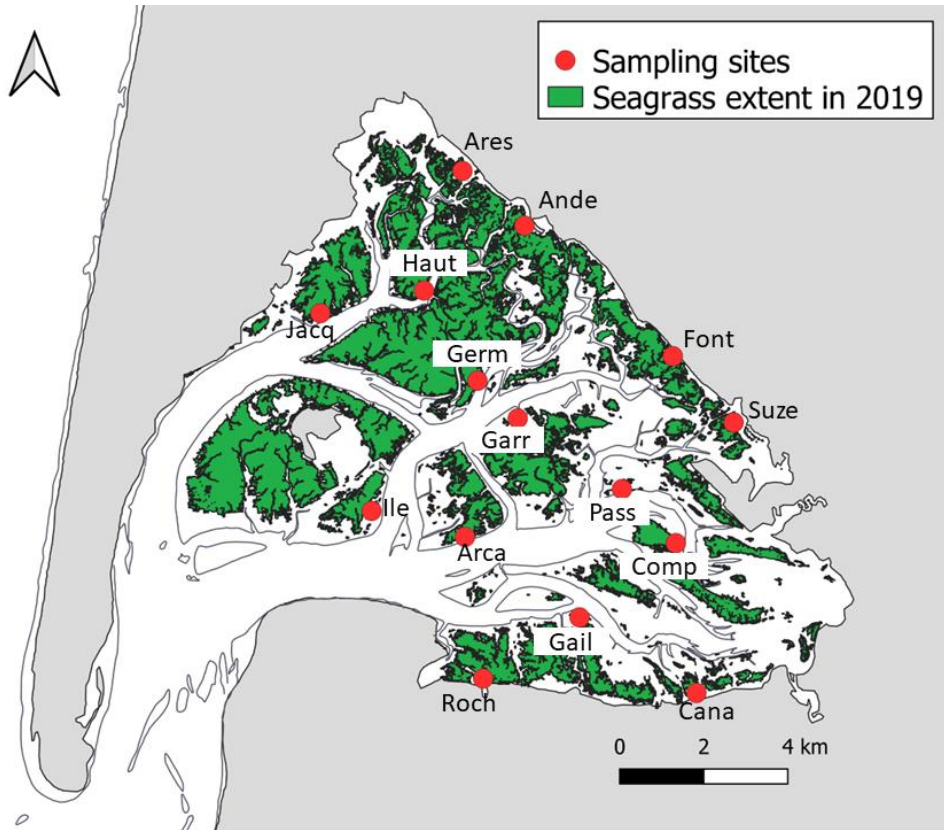 Sampling sites
Seagrass extent in 2019
Ares
Ande
Haut
Jacq
Font
Germ
Suze
Garr
Ile
Pass
Arca
Comp
Gail
Roch
Cana
0 2 4 km